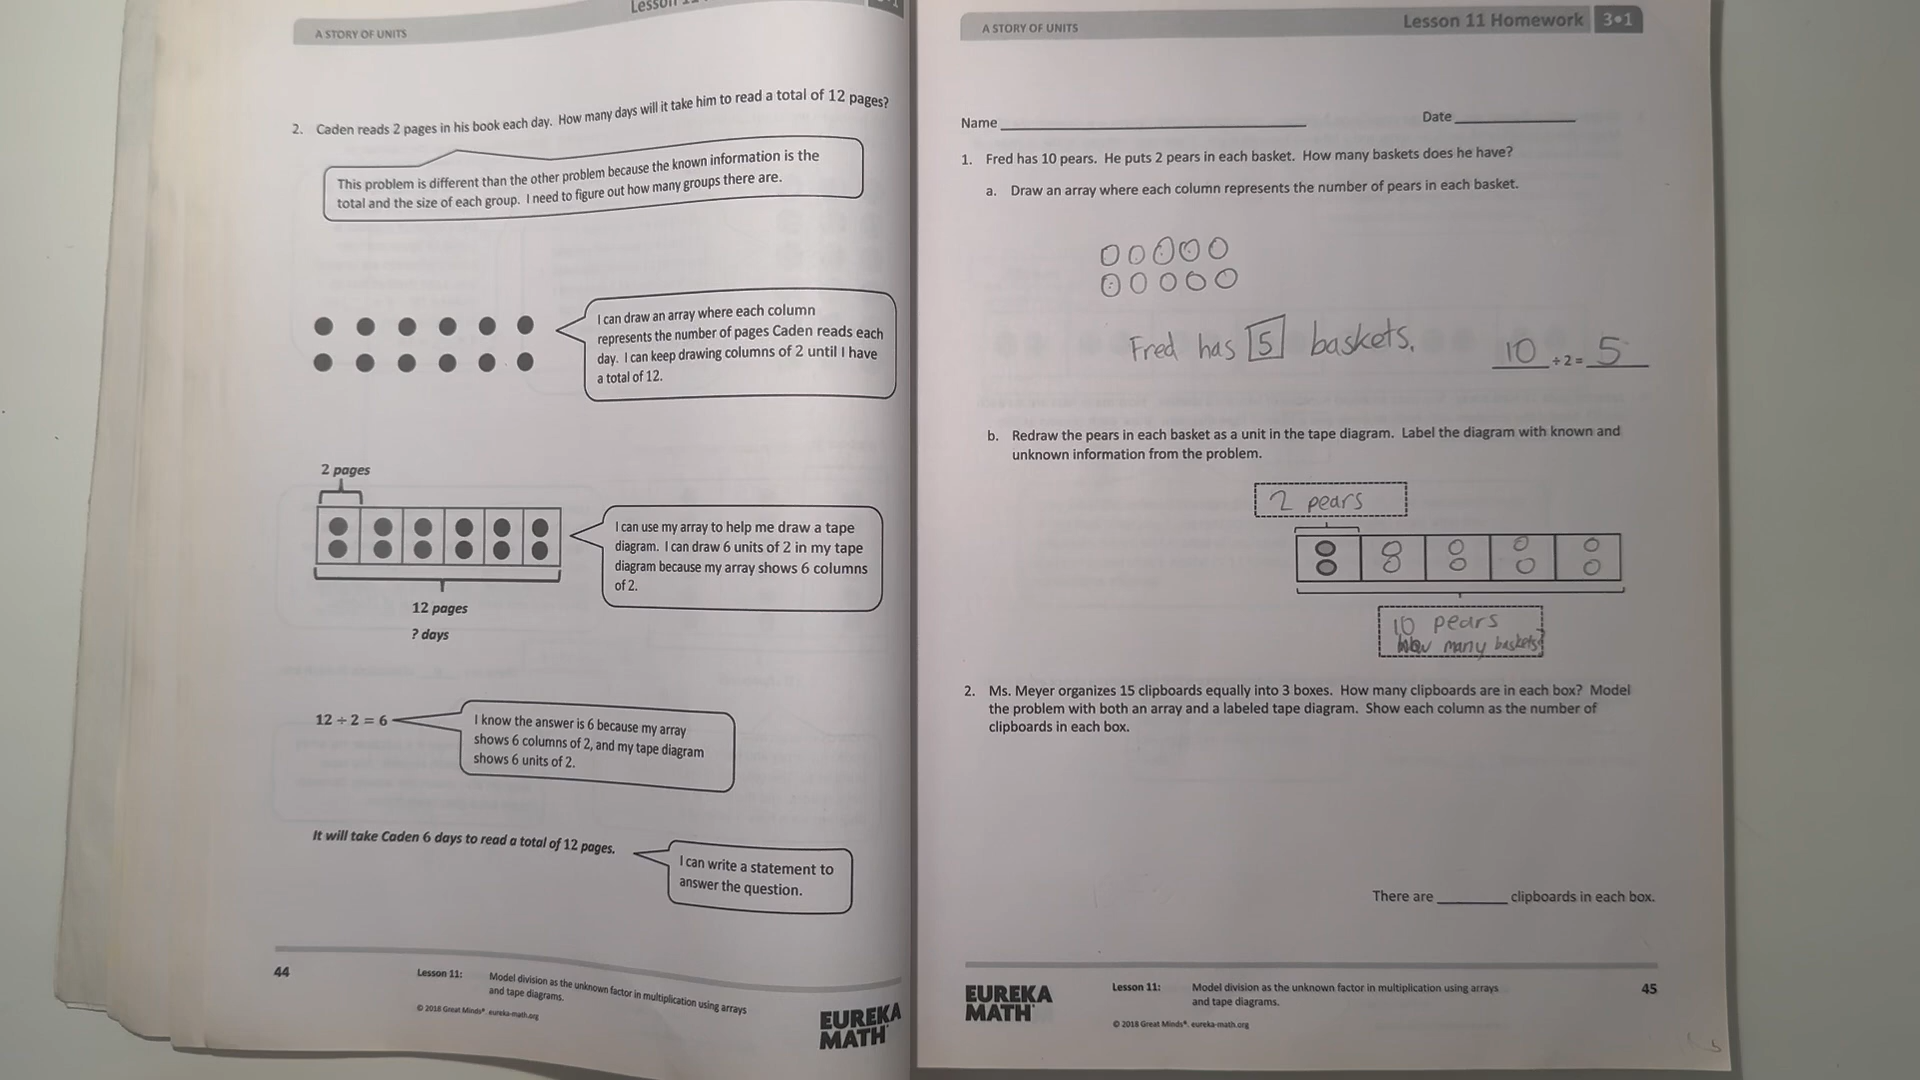 A STORY OF UNITS
Lesson
2. Caden reads 2 pages in his book each day. How many days will it take him to read a total of 12 pages?
This problem is different than the other problem because the known information is the
total and the size of each group. I need to figure out how many groups there are.
I can draw an array where each column
represents the number of pages Caden reads each
day. I can keep drawing columns of 2 until I have
a total of 12.
2 pages
I can use my array to help me draw a tape
diagram. I can draw 6 units of 2 in my tape
diagram because my array shows 6 columns
of 2.
12 pages
? days
12 ÷ 2 = 6
I know the answer is 6 because my array
shows 6 columns of 2, and my tape diagram
shows 6 units of 2.
It will take Caden 6 days to read a total of 12 pages.
I can write a statement to
answer the question.
44
Lesson 11: Model division as the unknown factor in multiplication using arrays
and tape diagrams.
© 2018 Great Minds®. eureka-math.org
EUREKA
MATH
A STORY OF UNITS
Lesson 11 Homework 3•1
Name Date
1. Fred has 10 pears. He puts 2 pears in each basket. How many baskets does he have?
a. Draw an array where each column represents the number of pears in each basket.
Fred has 5 baskets.
10 ÷ 2 = 5
b. Redraw the pears in each basket as a unit in the tape diagram. Label the diagram with known and
unknown information from the problem.
2 pears
10 pears
How many baskets?
2. Ms. Meyer organizes 15 clipboards equally into 3 boxes. How many clipboards are in each box? Model
the problem with both an array and a labeled tape diagram. Show each column as the number of
clipboards in each box.
There are ________ clipboards in each box.
EUREKA
MATH
Lesson 11: Model division as the unknown factor in multiplication using arrays
and tape diagrams.
© 2018 Great Minds®. eureka-math.org
45